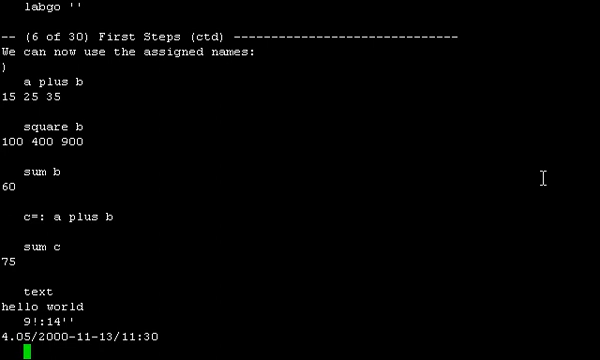 labgo ''
-- (6 of 30) First Steps (ctd) ------------------------------
We can now use the assigned names:
)
a plus b
15 25 35
square b
100 400 900
sum b
60
c=: a plus b
sum c
75
text
hello world
9!:14''
4.05/2000-11-13/11:30